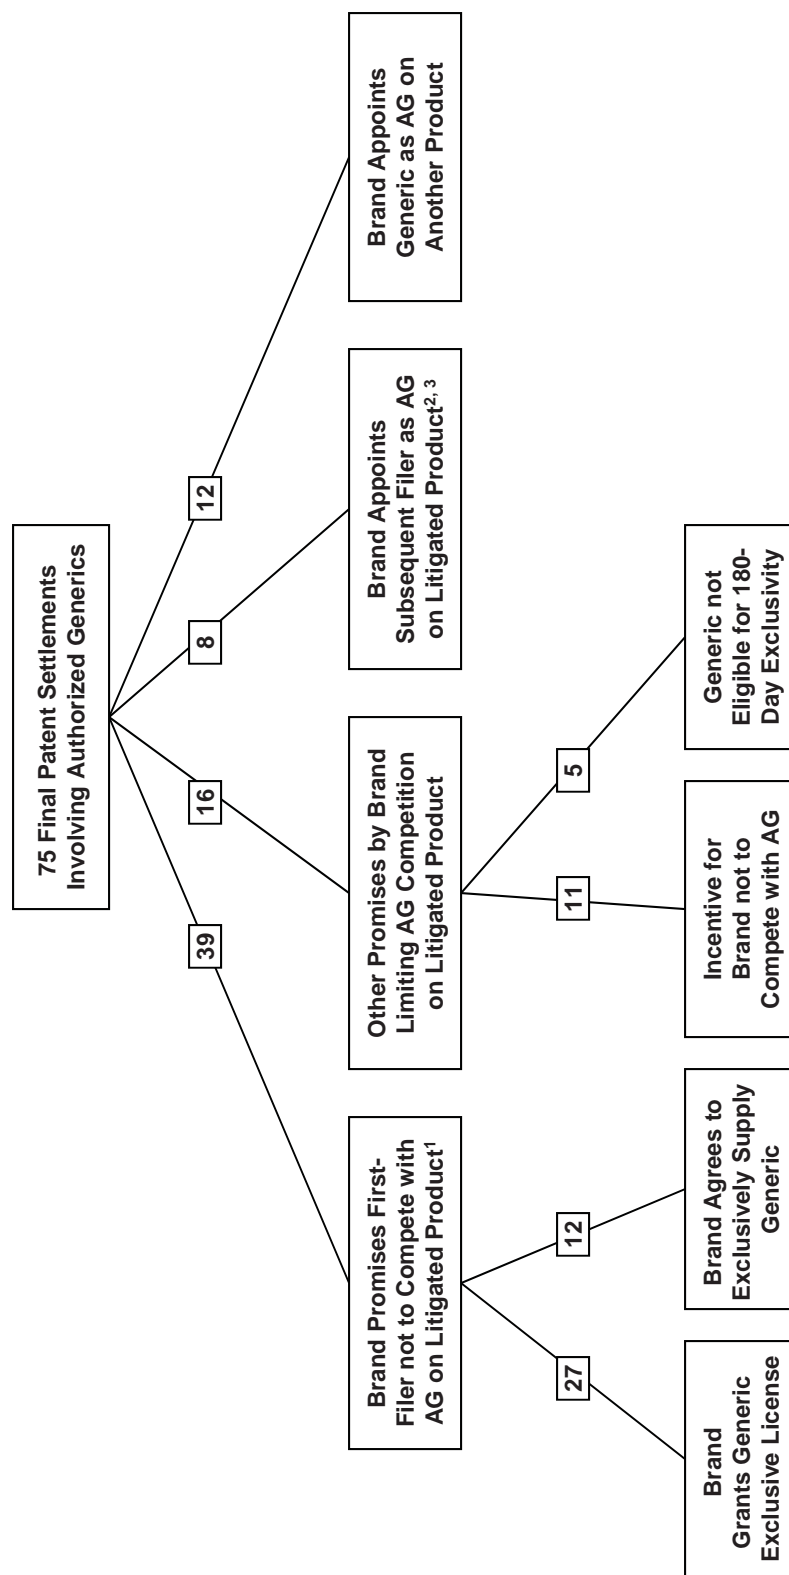 75 Final Patent Settlements
Involving Authorized Generics
39
16
8
12
Brand Promises First-
Filer not to Compete with
AG on Litigated Product1
Other Promises by Brand
Limiting AG Competition
on Litigated Product
Brand Appoints
Subsequent Filer as AG
on Litigated Product2, 3
Brand Appoints
Generic as AG on
Another Product
27
12
11
5
Brand
Grants Generic
Exclusive License
Brand Agrees to
Exclusively Supply
Generic
Incentive for
Brand not to
Compete with AG
Generic not
Eligible for 180-
Day Exclusivity